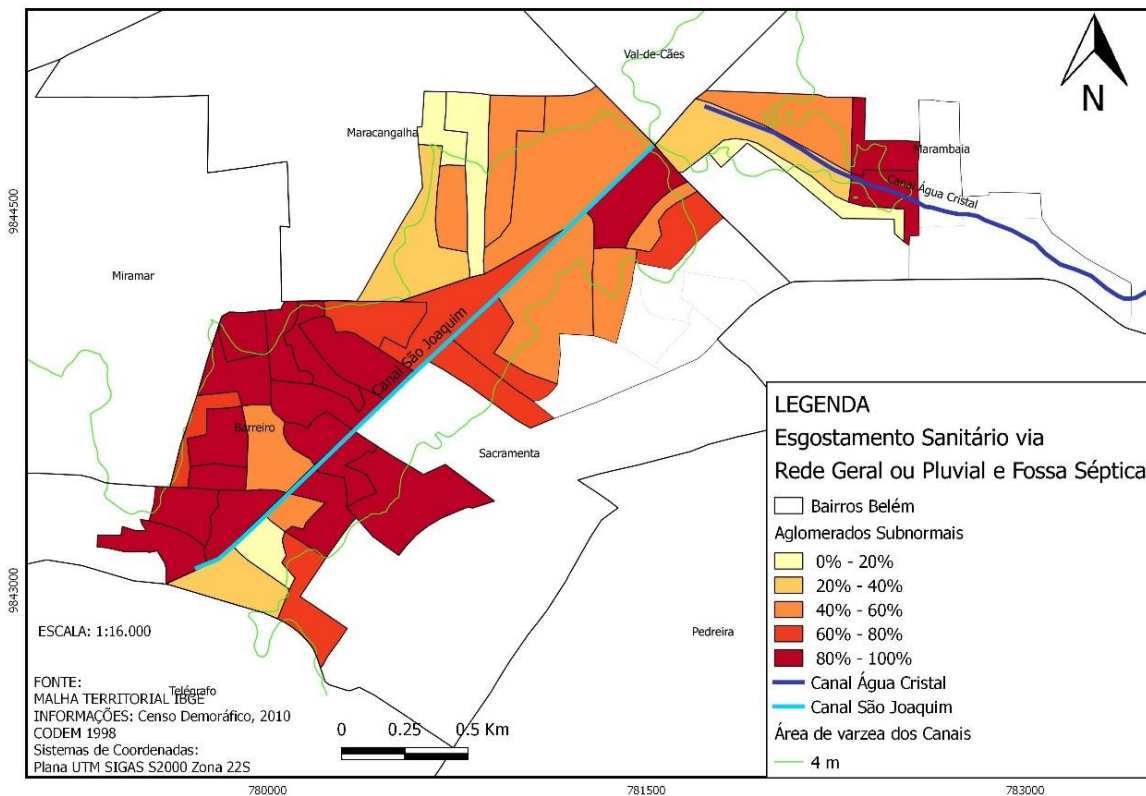 Val-de-Cães
N
Maracangalha
Marambaia
Canal Água Cristal
9844500
Miramar
Canal São Joaquim
Barreiro
Sacramenta
9843000
Pedreira
Telégrafo
ESCALA: 1:16.000
FONTE:
MALHA TERRITORIAL IBGE
INFORMAÇÕES: Censo Demoráfico, 2010
CODEM 1998
Sistemas de Coordenadas:
Plana UTM SIGAS S2000 Zona 22S
0 0.25 0.5 Km
LEGENDA
Esgostamento Sanitário via
Rede Geral ou Pluvial e Fossa Séptica
Bairros Belém
Aglomerados Subnormais
0% - 20%
20% - 40%
40% - 60%
60% - 80%
80% - 100%
Canal Água Cristal
Canal São Joaquim
Área de varzea dos Canais
4 m
780000
781500
783000